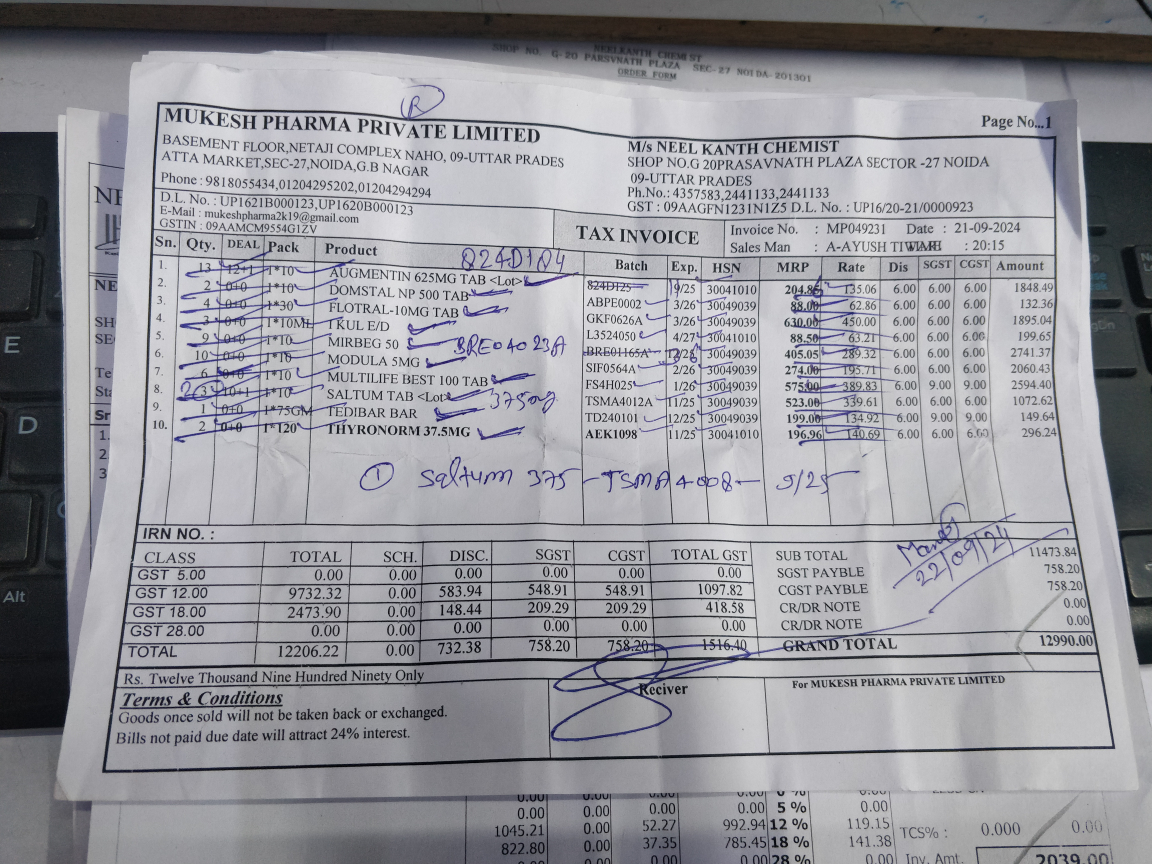 NEELKANTH CHEMIST
SHOP NO. G-20 PARSVNATH PLAZA SEC-27 NOIDA-201301
ORDER FORM
R
MUKESH PHARMA PRIVATE LIMITED
BASEMENT FLOOR,NETAJI COMPLEX NAHO, 09-UTTAR PRADES
ATTA MARKET,SEC-27,NOIDA,G.B NAGAR
Phone : 9818055434,01204295202,01204294294
D.L. No. : UP1621B000123,UP1620B000123
E-Mail : mukeshpharma2k19@gmail.com
GSTIN : 09AAMCM9554G1ZV
Page No...1
M/s NEEL KANTH CHEMIST
SHOP NO.G 20PRASAVNATH PLAZA SECTOR -27 NOIDA
09-UTTAR PRADES
Ph.No.: 4357583,2441133,2441133
GST : 09AAGFN1231N1Z5 D.L. No. : UP16/20-21/0000923
TAX INVOICE
Invoice No. : MP049231 Date : 21-09-2024
Sales Man : A-AYUSH TIWARI : 20:15
Sn. Qty. DEAL Pack Product Batch Exp. HSN MRP Rate Dis SGST CGST Amount
824D184
1. 13 12+1 1*10 AUGMENTIN 625MG TAB <Lot> 824D125 9/25 30041010 204.86 135.06 6.00 6.00 6.00 1848.49
2. 2 0+0 1*10 DOMSTAL NP 500 TAB ABPE0002 3/26 30049039 88.00 62.86 6.00 6.00 6.00 132.36
3. 4 0+0 1*30 FLOTRAL-10MG TAB GKF0626A 3/26 30049039 630.00 450.00 6.00 6.00 6.00 1895.04
4. 3 0+0 1*10ML I KUL E/D L3524050 4/27 30041010 88.50 63.21 6.00 6.00 6.00 199.65
5. 9 0+0 1*10 MIRBEG 50 BRE04023A BRE01165A 30049039 405.05 289.32 6.00 6.00 6.00 2741.37
6. 10 0+0 1*10 MODULA 5MG SIF0564A 2/26 30049039 274.00 195.71 6.00 6.00 6.00 2060.43
7. 6 0+0 1*10 MULTILIFE BEST 100 TAB FS4H025 1/26 30049039 575.00 389.83 6.00 9.00 9.00 2594.40
8. 3 10+1 1*10 SALTUM TAB <Lot> 375mg TSMA4012A 11/25 30049039 523.00 339.61 6.00 6.00 6.00 1072.62
9. 1 0+0 1*75GM TEDIBAR BAR TD240101 12/25 30049039 199.00 134.92 6.00 9.00 9.00 149.64
10. 2 0+0 1*120 THYRONORM 37.5MG AEK1098 11/25 30041010 196.96 140.69 6.00 6.00 6.00 296.24
① Saltum 375 - TSMA4008 - 5/25
IRN NO. :
CLASS TOTAL SCH. DISC. SGST CGST TOTAL GST
GST 5.00 0.00 0.00 0.00 0.00 0.00 0.00
GST 12.00 9732.32 0.00 583.94 548.91 548.91 1097.82
GST 18.00 2473.90 0.00 148.44 209.29 209.29 418.58
GST 28.00 0.00 0.00 0.00 0.00 0.00 0.00
TOTAL 12206.22 0.00 732.38 758.20 758.20 1516.40
SUB TOTAL 11473.84
SGST PAYBLE 758.20
CGST PAYBLE 758.20
CR/DR NOTE 0.00
CR/DR NOTE 0.00
GRAND TOTAL 12990.00
22/09/24
Rs. Twelve Thousand Nine Hundred Ninety Only
Terms & Conditions
Goods once sold will not be taken back or exchanged.
Bills not paid due date will attract 24% interest.
Reciver
For MUKESH PHARMA PRIVATE LIMITED
0.00 0.00 5 % 0.00
1045.21 0.00 52.27 992.94 12 % 119.15
822.80 0.00 37.35 785.45 18 % 141.38
0.00 28 % 0.00
TCS% : 0.000 0.00
Inv. Amt. 2039.00
E
D
Alt